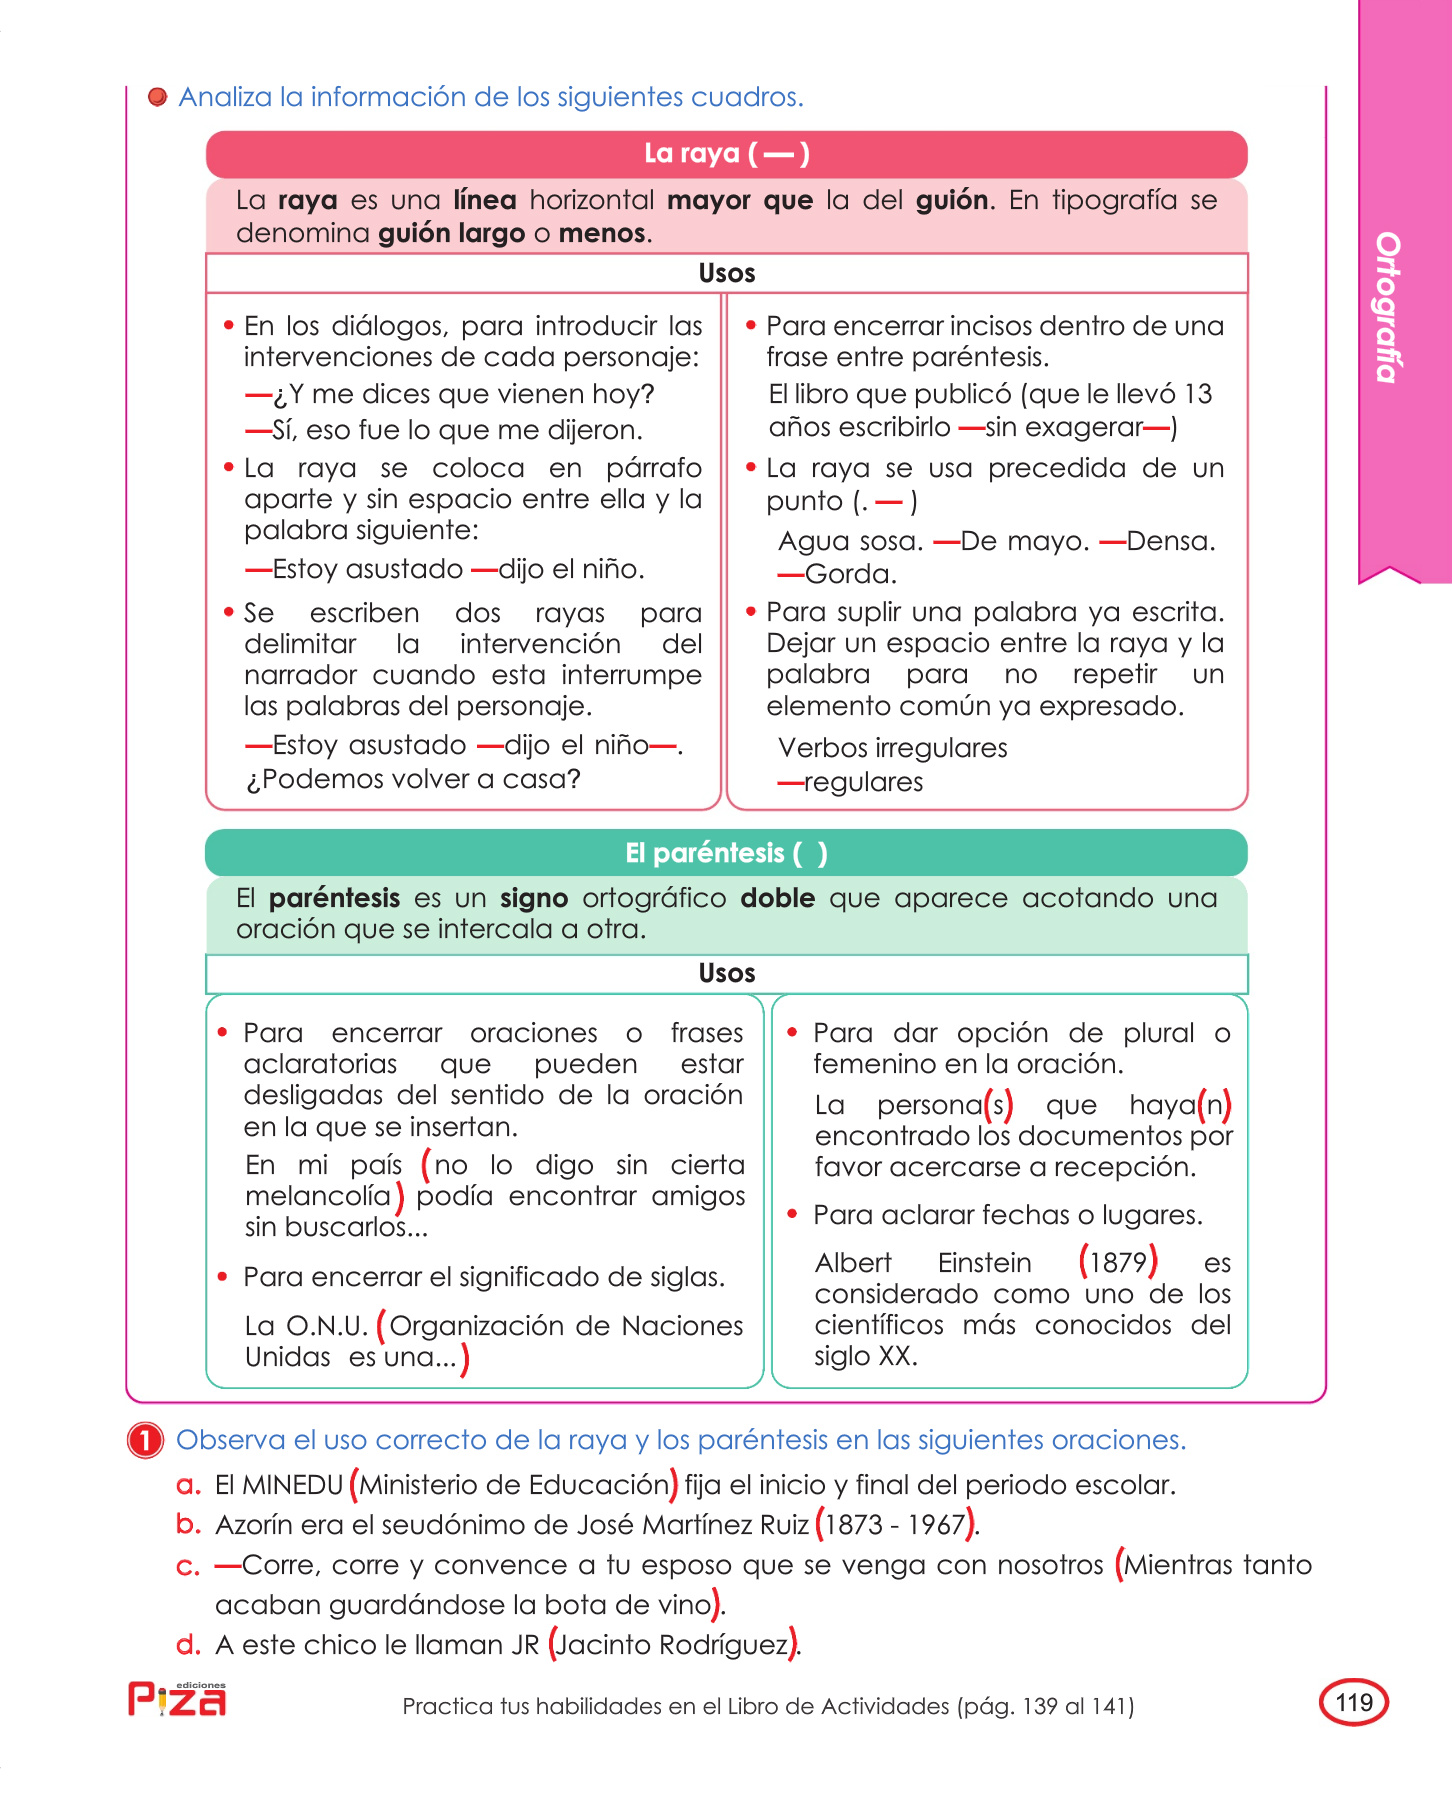 Analiza la información de los siguientes cuadros.
La raya ( — )
La raya es una línea horizontal mayor que la del guión. En tipografía se
denomina guión largo o menos.
Usos
• En los diálogos, para introducir las
intervenciones de cada personaje:
—¿Y me dices que vienen hoy?
—Sí, eso fue lo que me dijeron.
• La raya se coloca en párrafo
aparte y sin espacio entre ella y la
palabra siguiente:
—Estoy asustado —dijo el niño.
• Se escriben dos rayas para
delimitar la intervención del
narrador cuando esta interrumpe
las palabras del personaje.
—Estoy asustado —dijo el niño—.
¿Podemos volver a casa?
• Para encerrar incisos dentro de una
frase entre paréntesis.
El libro que publicó (que le llevó 13
años escribirlo —sin exagerar—)
• La raya se usa precedida de un
punto (. — )
Agua sosa. —De mayo. —Densa.
—Gorda.
• Para suplir una palabra ya escrita.
Dejar un espacio entre la raya y la
palabra para no repetir un
elemento común ya expresado.
Verbos irregulares
—regulares
El paréntesis ( )
El paréntesis es un signo ortográfico doble que aparece acotando una
oración que se intercala a otra.
Usos
• Para encerrar oraciones o frases
aclaratorias que pueden estar
desligadas del sentido de la oración
en la que se insertan.
En mi país (no lo digo sin cierta
melancolía) podía encontrar amigos
sin buscarlos...
• Para encerrar el significado de siglas.
La O.N.U. (Organización de Naciones
Unidas es una...)
• Para dar opción de plural o
femenino en la oración.
La persona(s) que haya(n)
encontrado los documentos por
favor acercarse a recepción.
• Para aclarar fechas o lugares.
Albert Einstein (1879) es
considerado como uno de los
científicos más conocidos del
siglo XX.
Ortografía
1 Observa el uso correcto de la raya y los paréntesis en las siguientes oraciones.
a. El MINEDU (Ministerio de Educación) fija el inicio y final del periodo escolar.
b. Azorín era el seudónimo de José Martínez Ruiz (1873 - 1967).
c. —Corre, corre y convence a tu esposo que se venga con nosotros (Mientras tanto
acaban guardándose la bota de vino).
d. A este chico le llaman JR (Jacinto Rodríguez).
ediciones
PIZA
Practica tus habilidades en el Libro de Actividades (pág. 139 al 141)
119